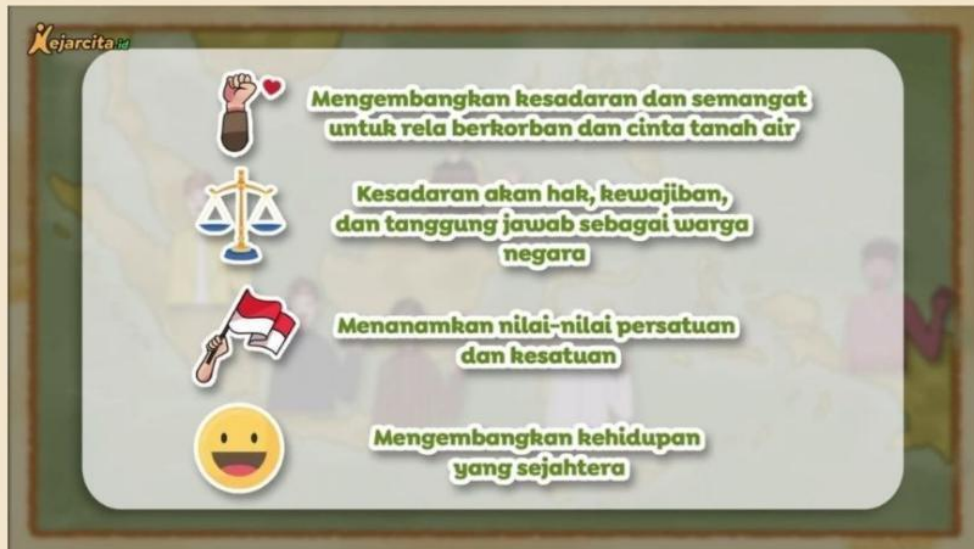 Kejarcita.id
Mengembangkan kesadaran dan semangat
untuk rela berkorban dan cinta tanah air
Kesadaran akan hak, kewajiban,
dan tanggung jawab sebagai warga
negara
Menanamkan nilai-nilai persatuan
dan kesatuan
Mengembangkan kehidupan
yang sejahtera